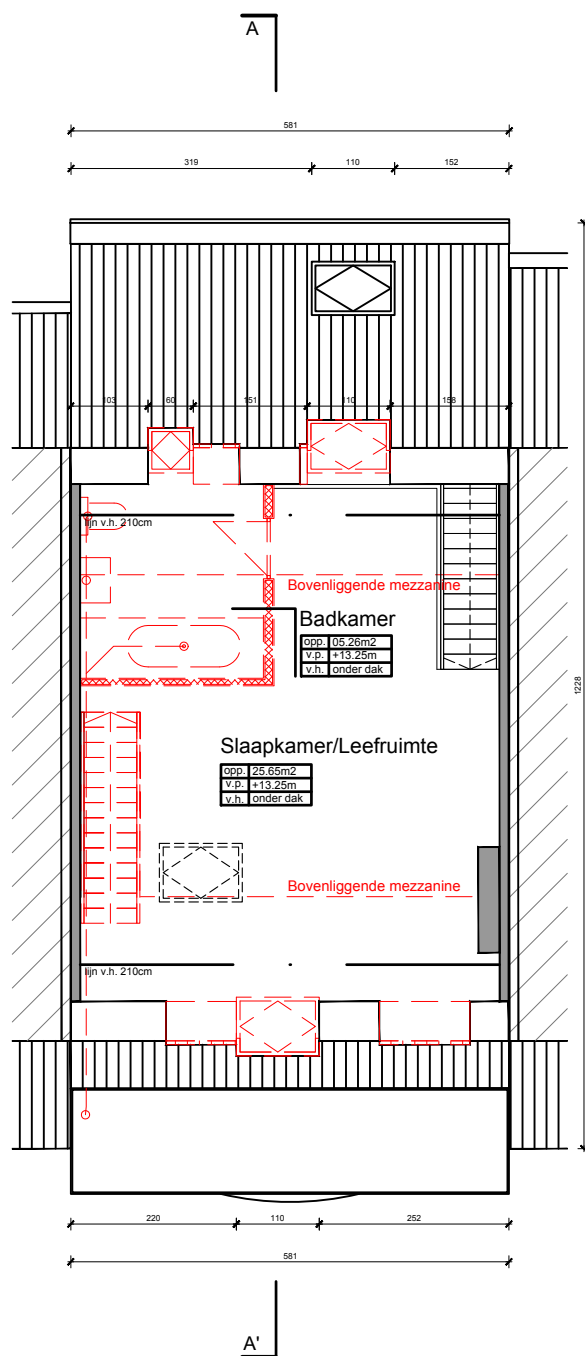 A
581
319 110 152
103 60 151 110 158
lijn v.h. 210cm
Bovenliggende mezzanine
Badkamer
opp. 05.26m2
v.p. +13.25m
v.h. onder dak
1228
Slaapkamer/Leefruimte
opp. 25.65m2
v.p. +13.25m
v.h. onder dak
Bovenliggende mezzanine
lijn v.h. 210cm
220 110 252
581
A'